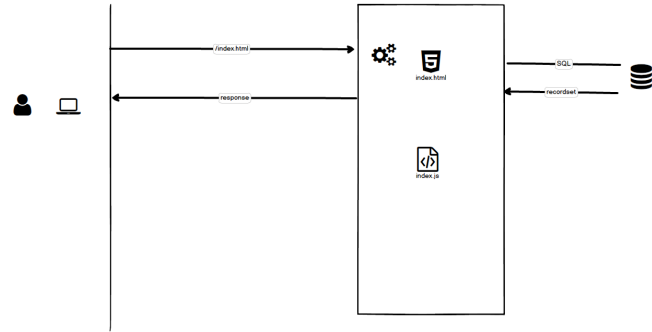 /index.html
index.html
SQL
response
recordset
index.js